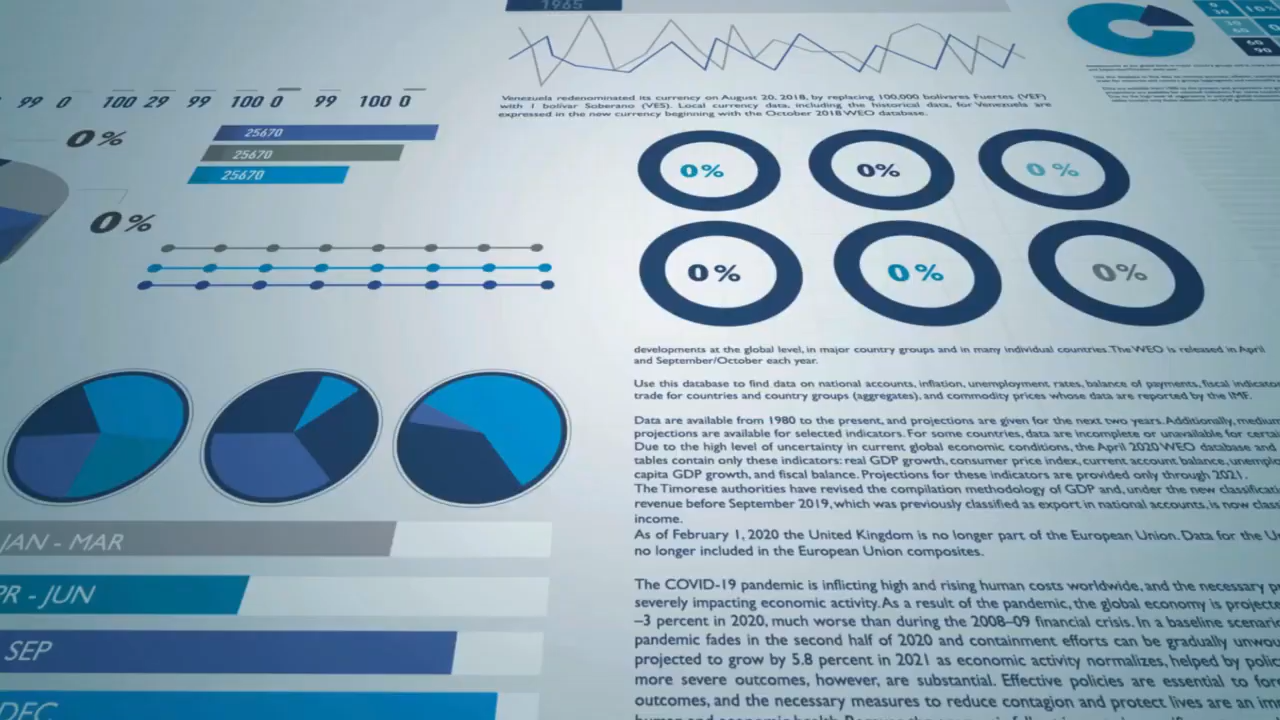 1965
Venezuela redenominated its currency on August 20, 2018, by replacing 100,000 bolivares Fuertes (VEF)
with 1 bolívar Soberano (VES). Local currency data, including the historical data, for Venezuela are
expressed in the new currency beginning with the October 2018 WEO database.
99 0 100 29 99 100 0 99 100 0
0%
0%
25670
25670
25670
0% 0% 0%
0% 0% 0%
developments at the global level, in major country groups and in many individual countries. The WEO is released in April
and September/October each year.
Use this database to find data on national accounts, inflation, unemployment rates, balance of payments, fiscal
trade for countries and country groups (aggregates), and commodity prices whose data are reported by the IMF.
Data are available from 1980 to the present, and projections are given for the next two years. Additionally, medium
projections are available for selected indicators. For some countries, data are incomplete or unavailable for
Due to the high level of uncertainty in current global economic conditions, the April 2020 WEO database and
tables contain only these indicators: real GDP growth, consumer price index, current account balance,
capita GDP growth, and fiscal balance. Projections for these indicators are provided only through 2021.
The Timorese authorities have revised the compilation methodology of GDP and, under the new
revenue before September 2019, which was previously classified as export in national accounts, is now
income.
As of February 1, 2020 the United Kingdom is no longer part of the European Union. Data for the
no longer included in the European Union composites.
The COVID-19 pandemic is inflicting high and rising human costs worldwide, and the necessary
severely impacting economic activity. As a result of the pandemic, the global economy is
–3 percent in 2020, much worse than during the 2008–09 financial crisis. In a baseline
pandemic fades in the second half of 2020 and containment efforts can be gradually
projected to grow by 5.8 percent in 2021 as economic activity normalizes, helped by
more severe outcomes, however, are substantial. Effective policies are essential to
outcomes, and the necessary measures to reduce contagion and protect lives are an
JAN - MAR
PR - JUN
SEP
DEC